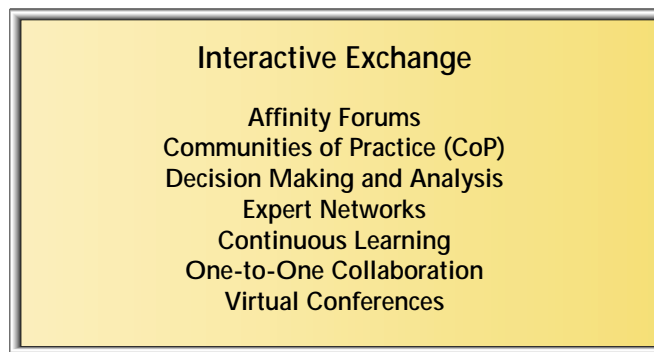 Interactive Exchange
Affinity Forums
Communities of Practice (CoP)
Decision Making and Analysis
Expert Networks
Continuous Learning
One-to-One Collaboration
Virtual Conferences